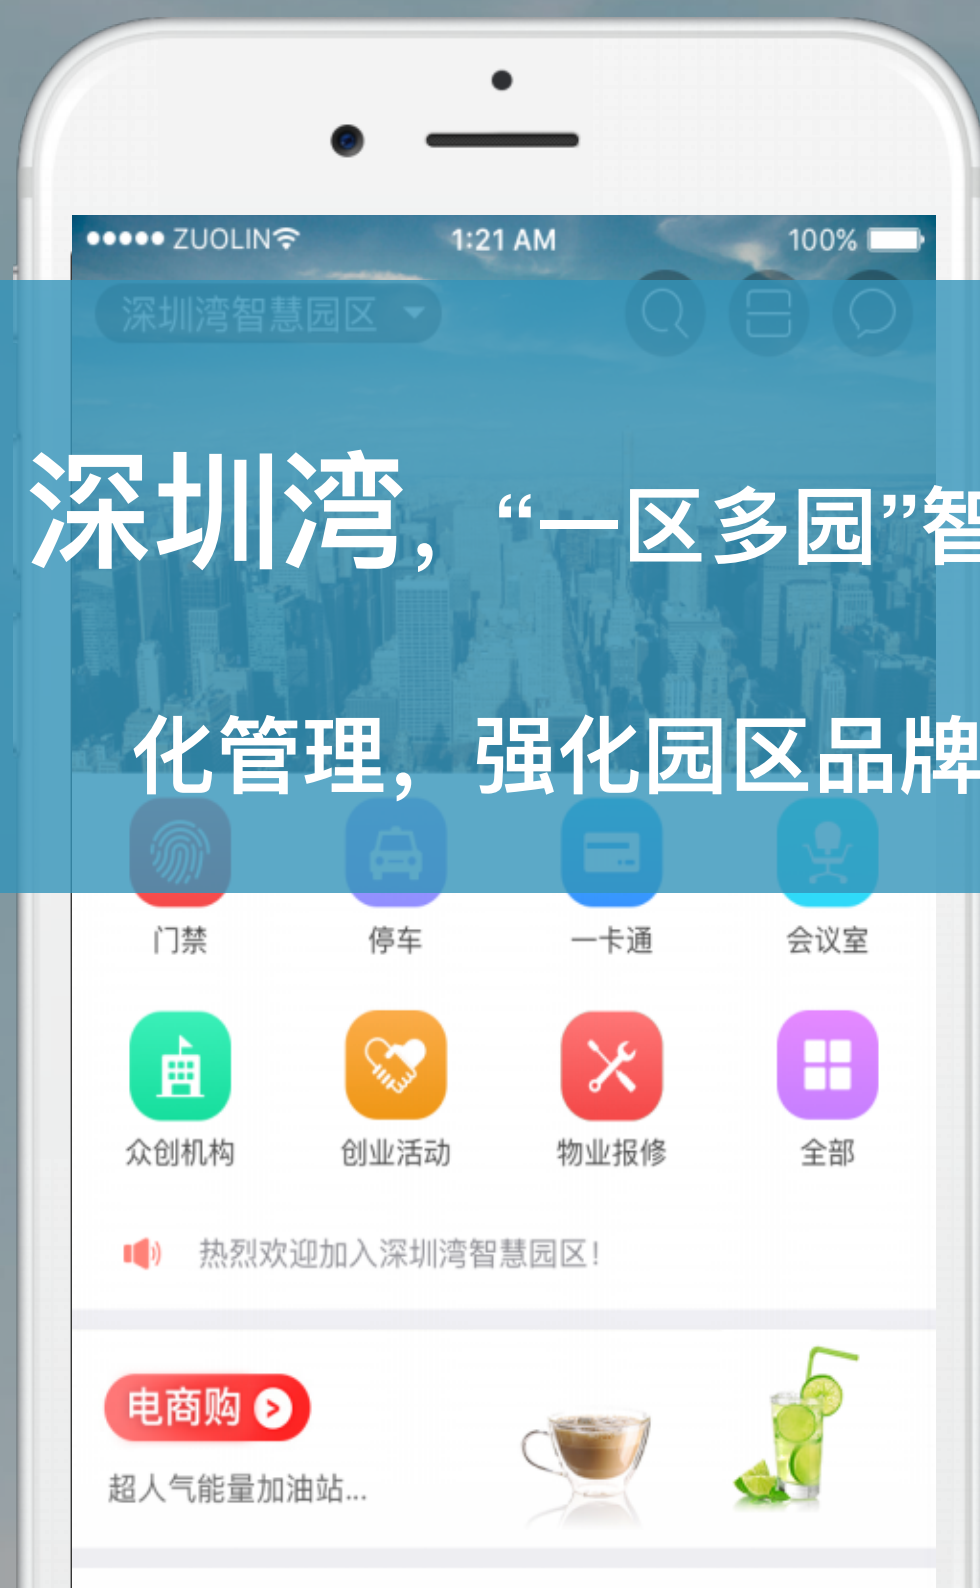 ZUOLIN 1:21 AM 100%
深圳湾智慧园区
深圳湾，“一区多园”智
化管理，强化园区品牌
门禁 停车 一卡通 会议室
众创机构 创业活动 物业报修 全部
热烈欢迎加入深圳湾智慧园区！
电商购
超人气能量加油站...